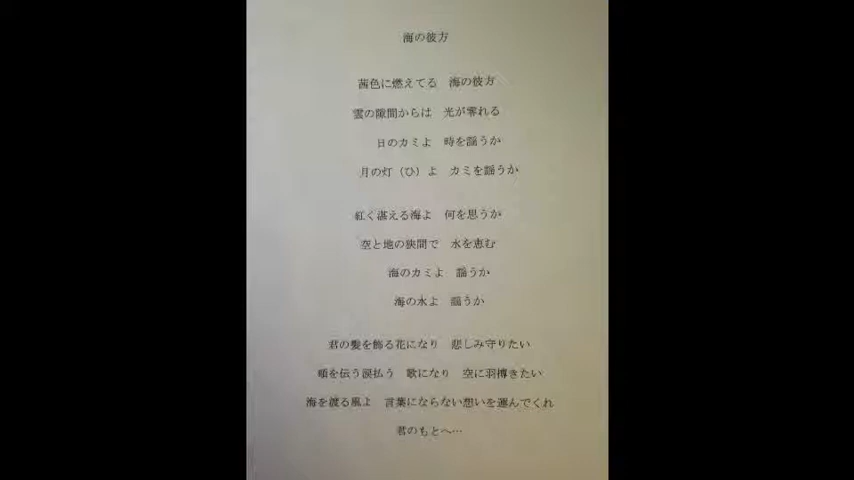 海の彼方
茜色に燃えてる　海の彼方
雲の隙間からは　光が零れる
日のカミよ　時を謡うか
月の灯（ひ）よ　カミを謡うか
紅く湛える海よ　何を思うか
空と地の狭間で　水を恵む
海のカミよ　謡うか
海の水よ　謡うか
君の髪を飾る花になり　悲しみ守りたい
頬を伝う涙払う　歌になり　空に羽搏きたい
海を渡る風よ　言葉にならない想いを運んでくれ
君のもとへ…